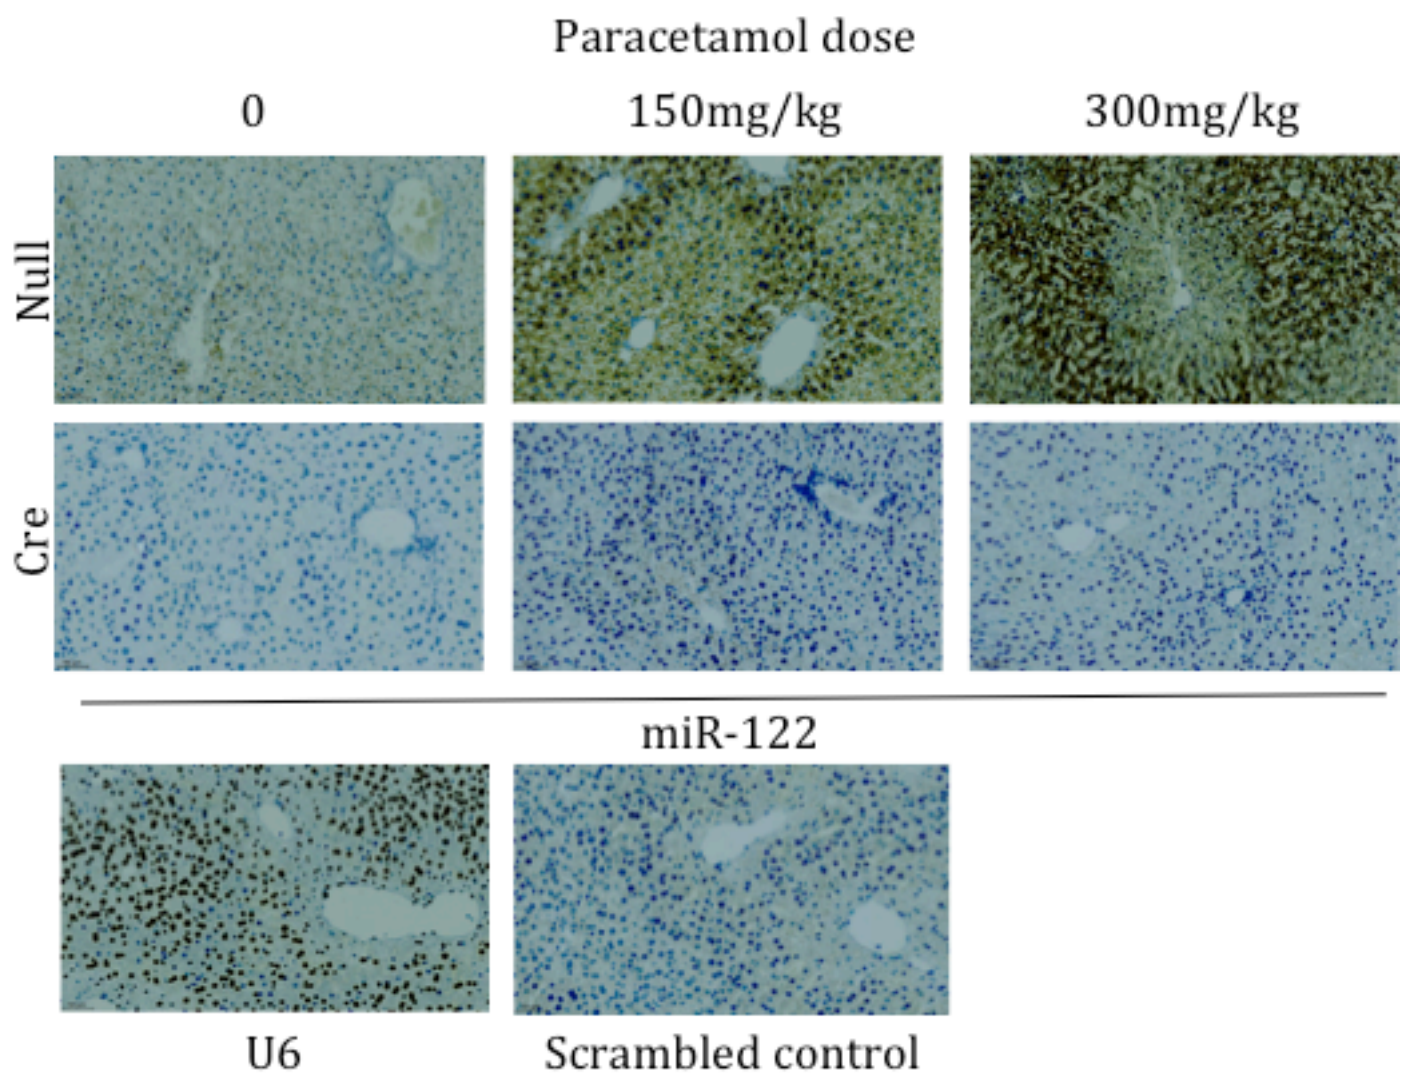 Paracetamol dose
0 150mg/kg 300mg/kg
Null
Cre
miR-122
U6 Scrambled control